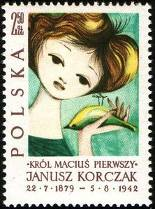 2,50
ZŁ
POLSKA
·KRÓL MACIUŚ PIERWSZY·
JANUSZ KORCZAK
22·7·1879 – 5·8·1942